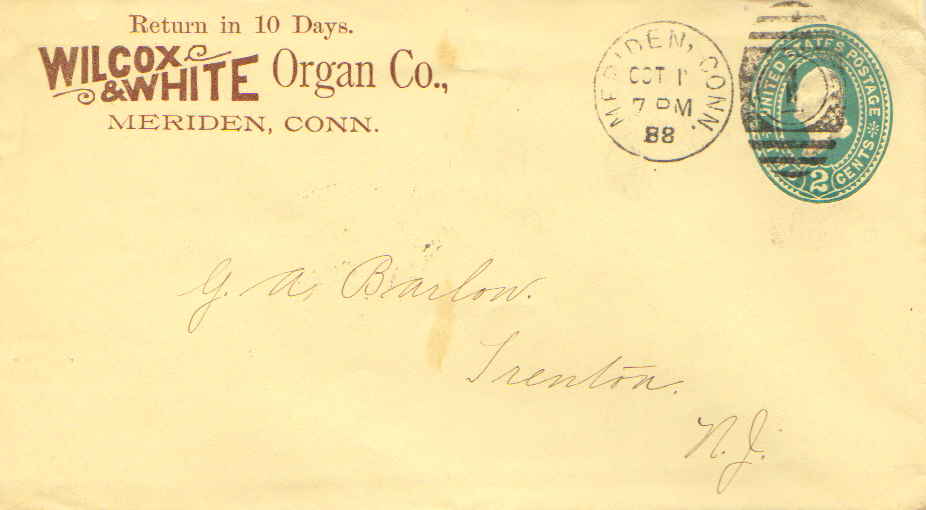 Return in 10 Days.
WILCOX
& WHITE Organ Co.,
MERIDEN, CONN.
MERIDEN, CONN.
OCT 1
7 PM
88
1
UNITED STATES POSTAGE
2 CENTS
G. A. Barlow.
Trenton.
N. J.